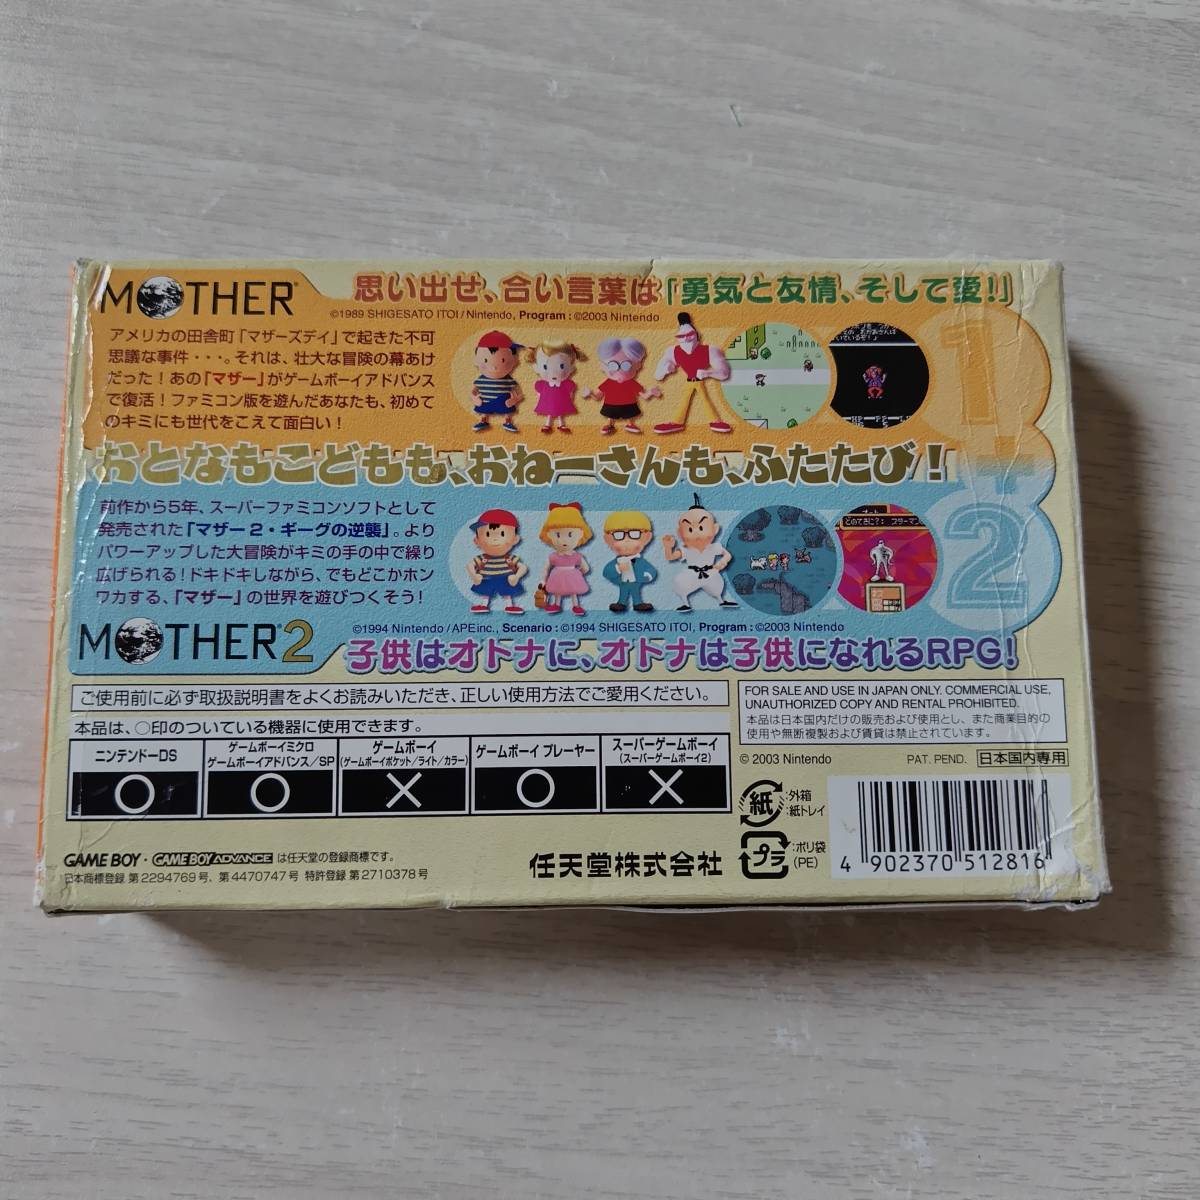 MOTHER®
思い出せ、合い言葉は「勇気と友情、そして愛!」
©1989 SHIGESATO ITOI / Nintendo, Program : ©2003 Nintendo
アメリカの田舎町「マザーズデイ」で起きた不可
思議な事件・・・。それは、壮大な冒険の幕あけ
だった!あの「マザー」がゲームボーイアドバンス
で復活!ファミコン版を遊んだあなたも、初めて
のキミにも世代をこえて面白い!
1+2
おとなもこどもも、おねーさんも、ふたたび!
前作から5年、スーパーファミコンソフトとして
発売された「マザー2・ギーグの逆襲」。より
パワーアップした大冒険がキミの手の中で繰り
広げられる!ドキドキしながら、でもどこかホン
ワカする、「マザー」の世界を遊びつくそう!
どのてきに?: スターマン
MOTHER®2
©1994 Nintendo / APE inc., Scenario : ©1994 SHIGESATO ITOI, Program : ©2003 Nintendo
子供はオトナに、オトナは子供になれるRPG!
ご使用前に必ず取扱説明書をよくお読みいただき、正しい使用方法でご愛用ください。
本品は、○印のついている機器に使用できます。
ニンテンドーDS
○
ゲームボーイミクロ
ゲームボーイアドバンス/SP
○
ゲームボーイ
(ゲームボーイポケット/ライト/カラー)
×
ゲームボーイ プレーヤー
○
スーパーゲームボーイ
(スーパーゲームボーイ2)
×
FOR SALE AND USE IN JAPAN ONLY. COMMERCIAL USE,
UNAUTHORIZED COPY AND RENTAL PROHIBITED.
本品は日本国内だけの販売および使用とし、また商業目的の
使用や無断複製および賃貸は禁止されています。
© 2003 Nintendo
PAT. PEND.
日本国内専用
紙
:外箱
:紙トレイ
プラ
:ポリ袋
(PE)
4 902370 512816
GAME BOY・GAME BOY ADVANCE は任天堂の登録商標です。
日本商標登録 第2294769号、第4470747号 特許登録 第2710378号
任天堂株式会社